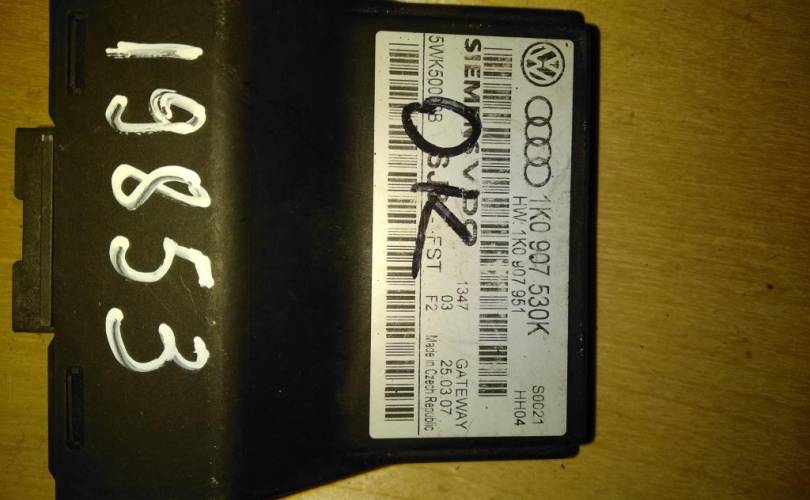 19853
1K0 907 530K S0021
HW: 1K0 907 951 HH04
SIEMENS VDO
1347 GATEWAY
03 25.03.07
FST F2 Made in Czech Republic
OK